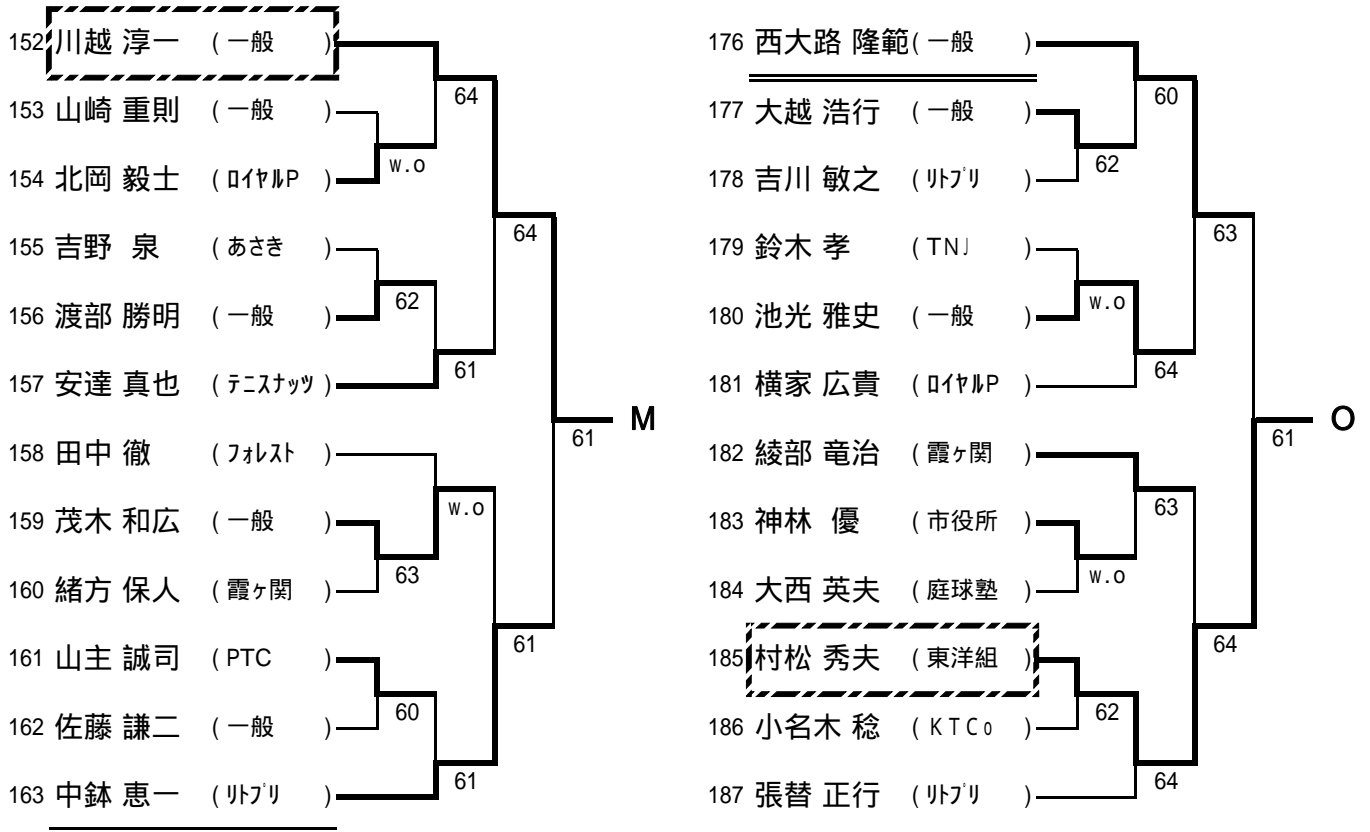 152 川越 淳一 ( 一般 )
64
153 山崎 重則 ( 一般 )
w.o
154 北岡 毅士 ( ﾛｲﾔﾙP )
64
155 吉野 泉 ( あさき )
62
156 渡部 勝明 ( 一般 )
61
157 安達 真也 ( ﾃﾆｽﾅｯﾂ )
61 M
158 田中 徹 ( ﾌｫﾚｽﾄ )
w.o
159 茂木 和広 ( 一般 )
63
160 緒方 保人 ( 霞ヶ関 )
61
161 山主 誠司 ( PTC )
60
162 佐藤 謙二 ( 一般 )
61
163 中鉢 恵一 ( ﾘﾄﾌﾟﾘ )
176 西大路 隆範( 一般 )
60
177 大越 浩行 ( 一般 )
62
178 吉川 敏之 ( ﾘﾄﾌﾟﾘ )
63
179 鈴木 孝 ( TNJ )
w.o
180 池光 雅史 ( 一般 )
64
181 横家 広貴 ( ﾛｲﾔﾙP )
61 O
182 綾部 竜治 ( 霞ヶ関 )
63
183 神林 優 ( 市役所 )
w.o
184 大西 英夫 ( 庭球塾 )
64
185 村松 秀夫 ( 東洋組 )
62
186 小名木 稔 ( ＫＴＣo )
64
187 張替 正行 ( ﾘﾄﾌﾟﾘ )